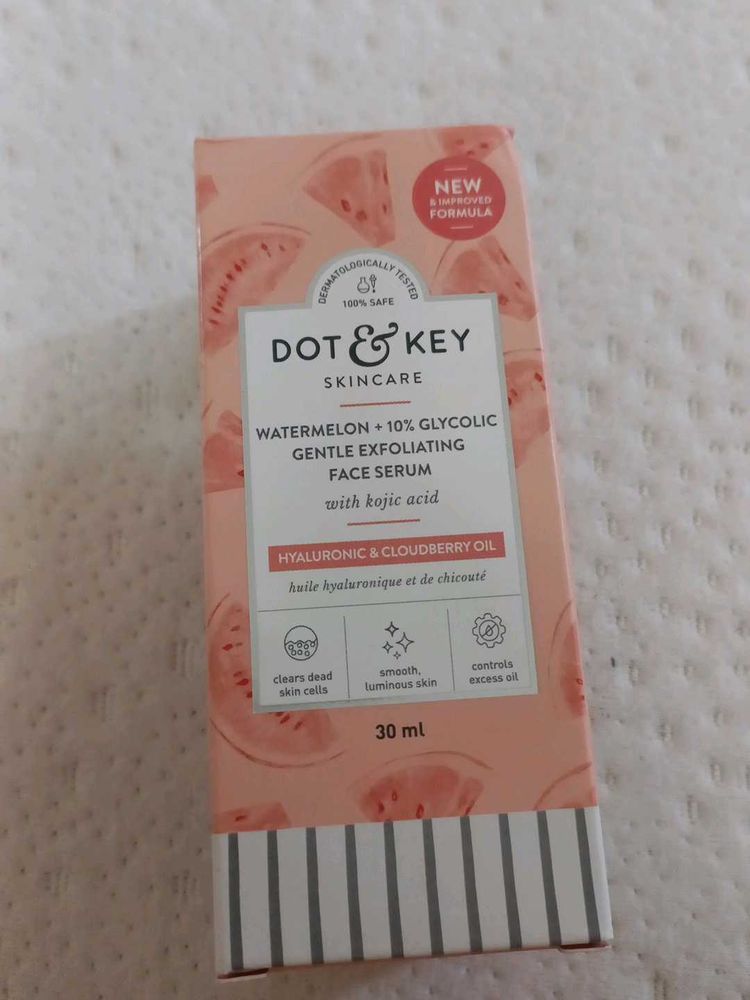 NEW
& IMPROVED
FORMULA
DERMATOLOGICALLY TESTED
100% SAFE
DOT & KEY
SKINCARE
WATERMELON + 10% GLYCOLIC
GENTLE EXFOLIATING
FACE SERUM
with kojic acid
HYALURONIC & CLOUDBERRY OIL
huile hyaluronique et de chicouté
clears dead
skin cells
smooth,
luminous skin
controls
excess oil
30 ml